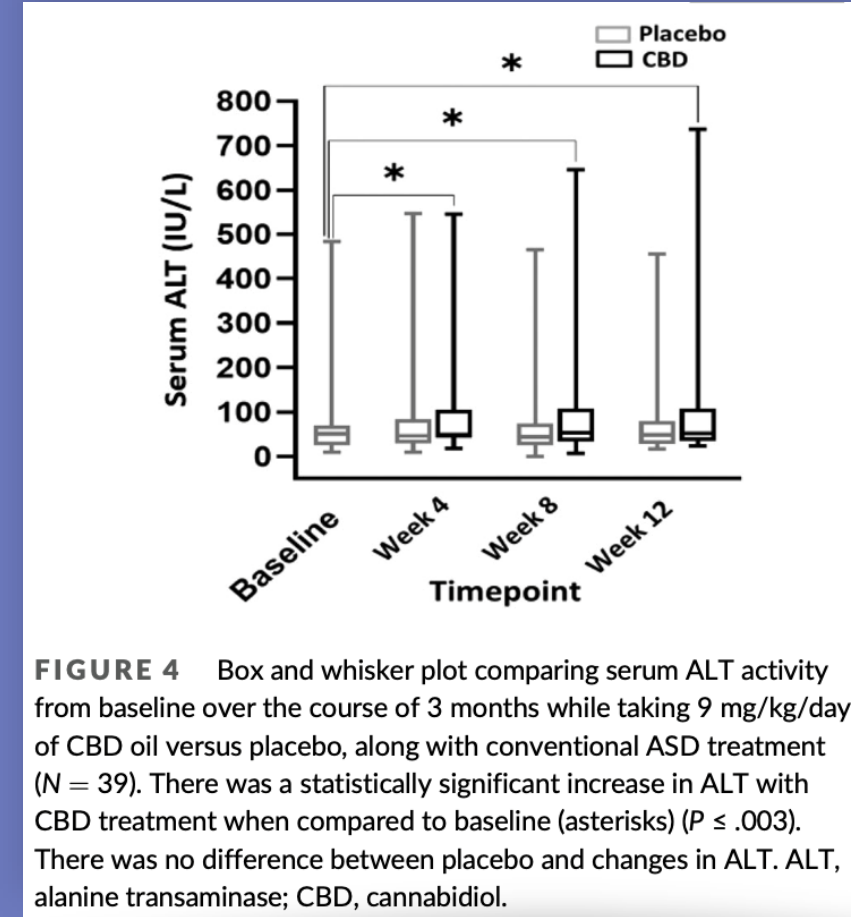 Placebo
CBD
*
*
*
800
700
600
500
400
300
200
100
0
Serum ALT (IU/L)
Baseline
Week 4
Week 8
Week 12
Timepoint
FIGURE 4 Box and whisker plot comparing serum ALT activity
from baseline over the course of 3 months while taking 9 mg/kg/day
of CBD oil versus placebo, along with conventional ASD treatment
(N = 39). There was a statistically significant increase in ALT with
CBD treatment when compared to baseline (asterisks) (P ≤ .003).
There was no difference between placebo and changes in ALT. ALT,
alanine transaminase; CBD, cannabidiol.